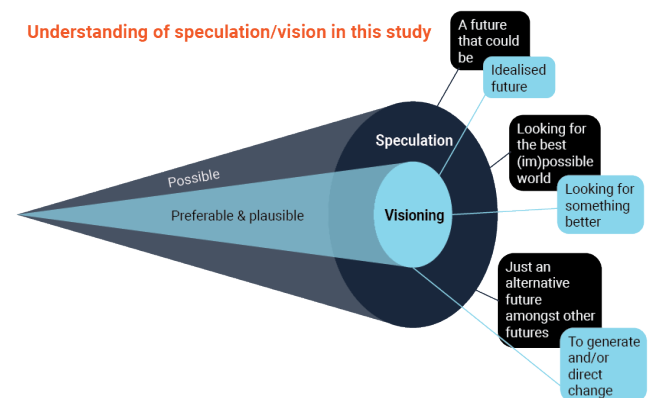 Understanding of speculation/vision in this study
A future
that could
be
Idealised
future
Speculation
Looking for
the best
(im)possible
world
Possible
Looking for
something
better
Preferable & plausible
Visioning
Just an
alternative
future
amongst other
futures
To generate
and/or
direct
change